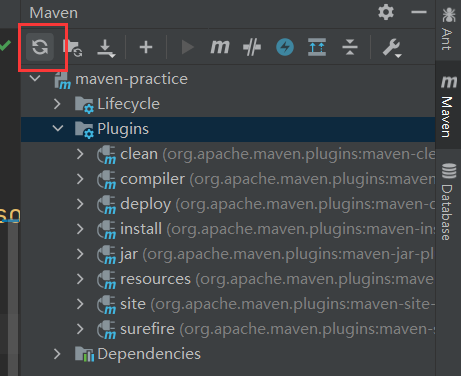 Maven
maven-practice
Lifecycle
Plugins
clean (org.apache.maven.plugins:maven-cle
compiler (org.apache.maven.plugins:maven-
deploy (org.apache.maven.plugins:maven-d
install (org.apache.maven.plugins:maven-ins
jar (org.apache.maven.plugins:maven-jar-pl
resources (org.apache.maven.plugins:maven-
site (org.apache.maven.plugins:maven-site-
surefire (org.apache.maven.plugins:maven-s
Dependencies
so
Ant
Maven
Database